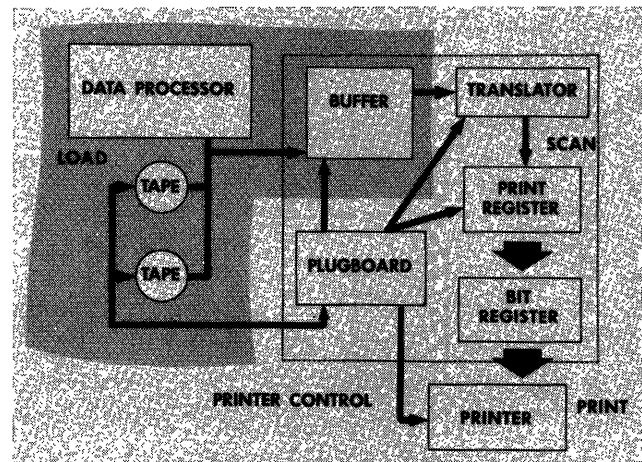 DATA PROCESSOR
LOAD
TAPE
TAPE
BUFFER
TRANSLATOR
SCAN
PRINT
REGISTER
PLUGBOARD
BIT
REGISTER
PRINTER CONTROL
PRINTER
PRINT